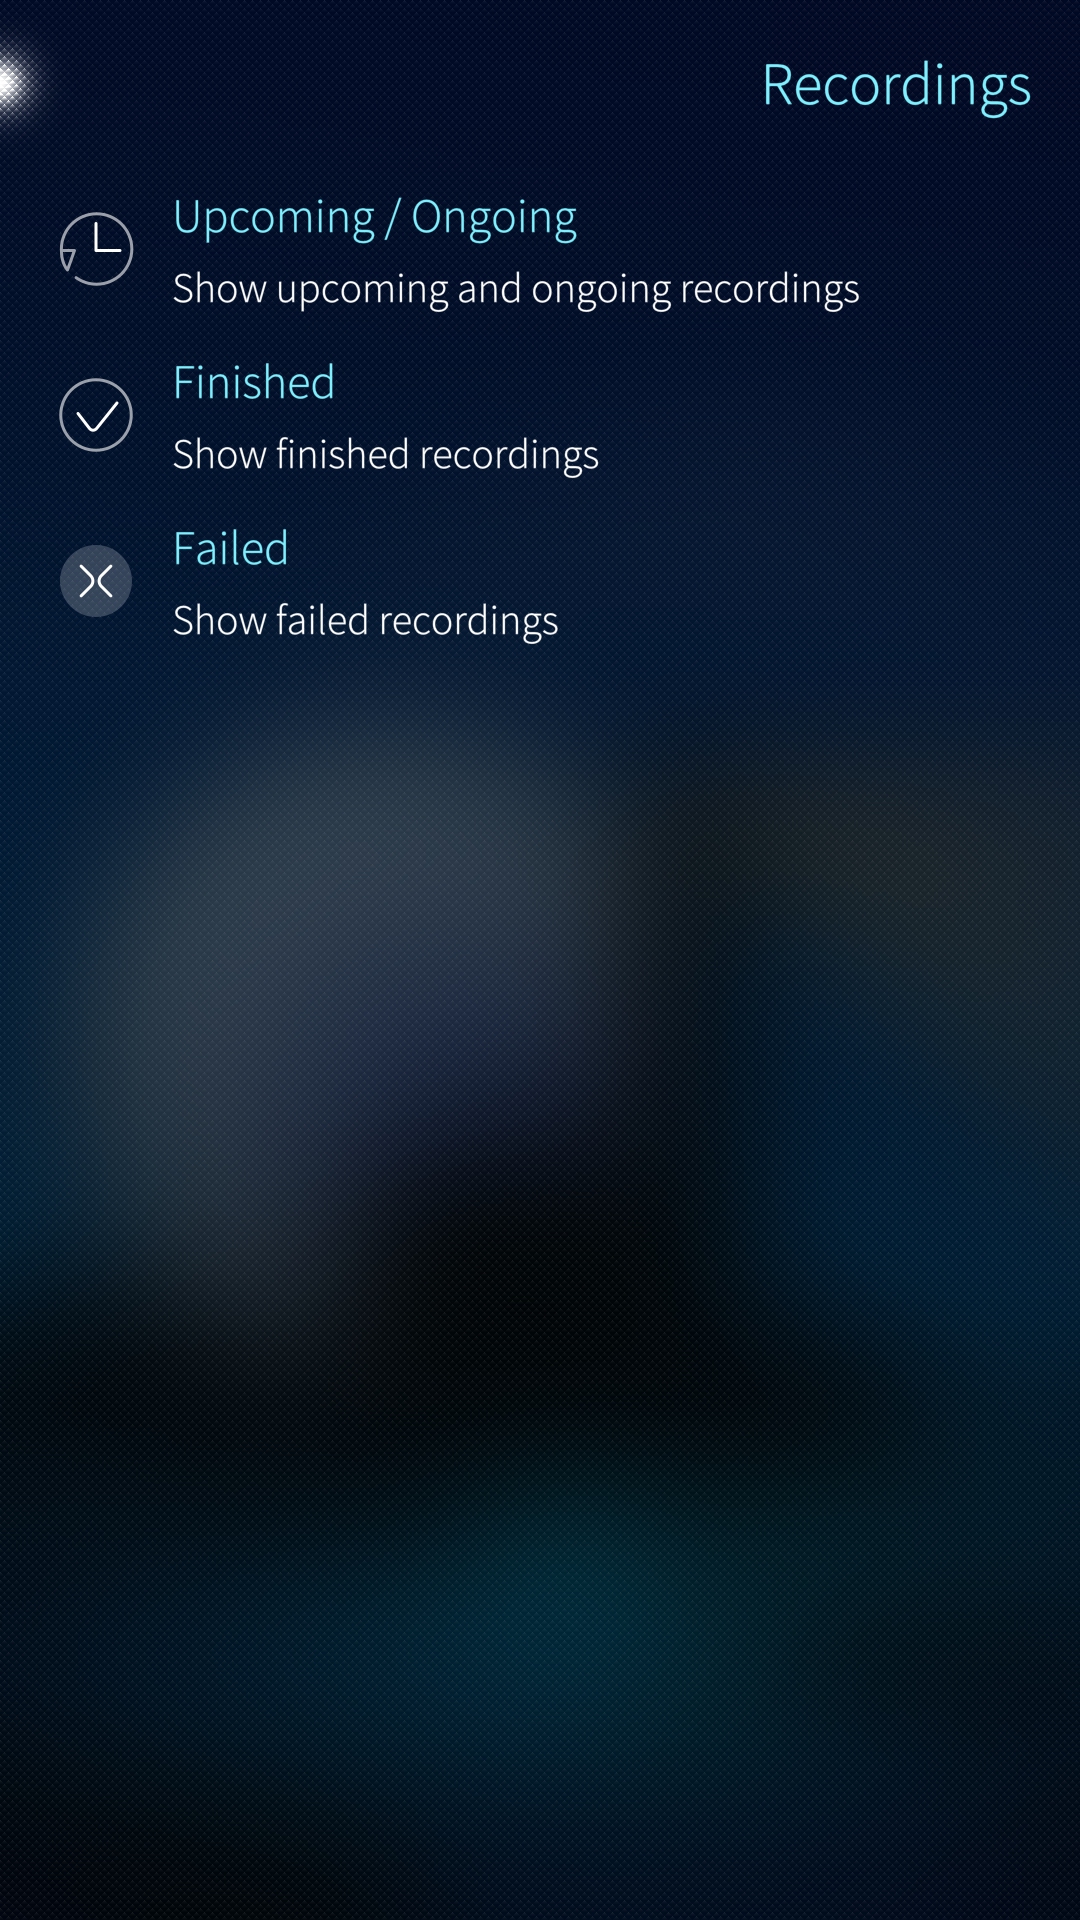 Recordings
Upcoming / Ongoing
Show upcoming and ongoing recordings
Finished
Show finished recordings
Failed
Show failed recordings